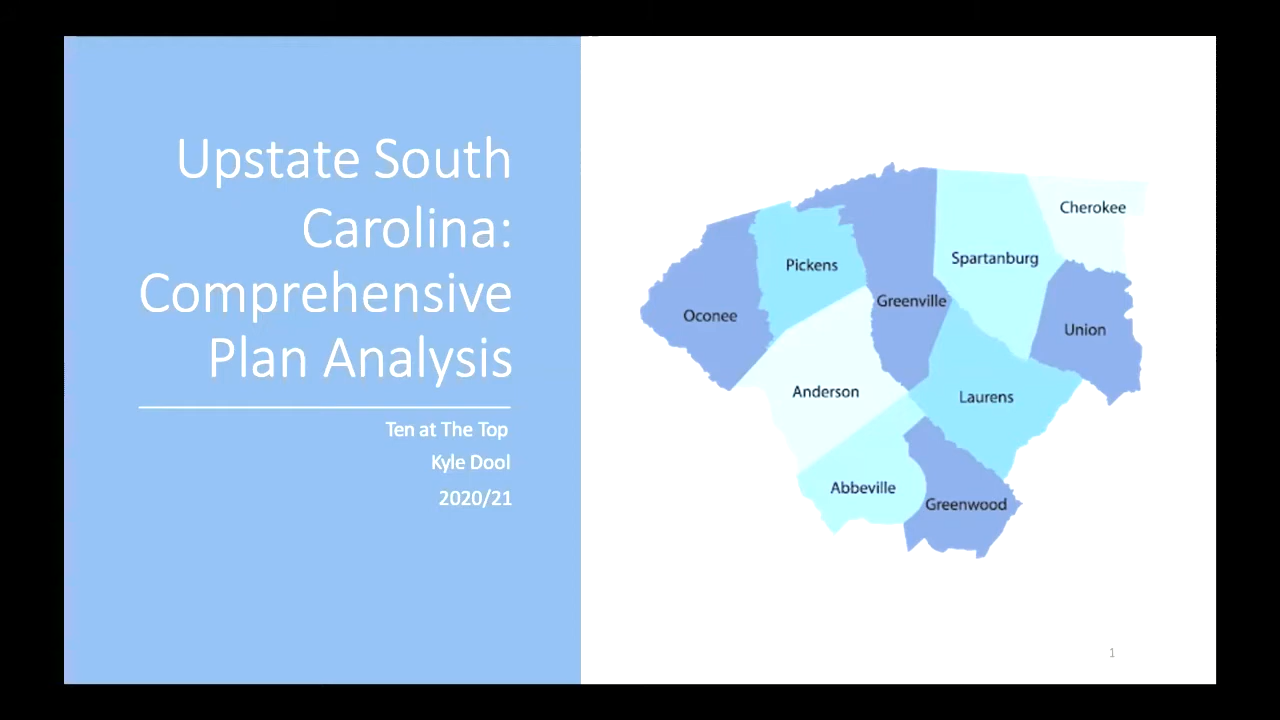 Upstate South
Carolina:
Comprehensive
Plan Analysis
Ten at The Top
Kyle Dool
2020/21
Cherokee
Spartanburg
Pickens
Greenville
Oconee
Union
Anderson
Laurens
Abbeville
Greenwood
1